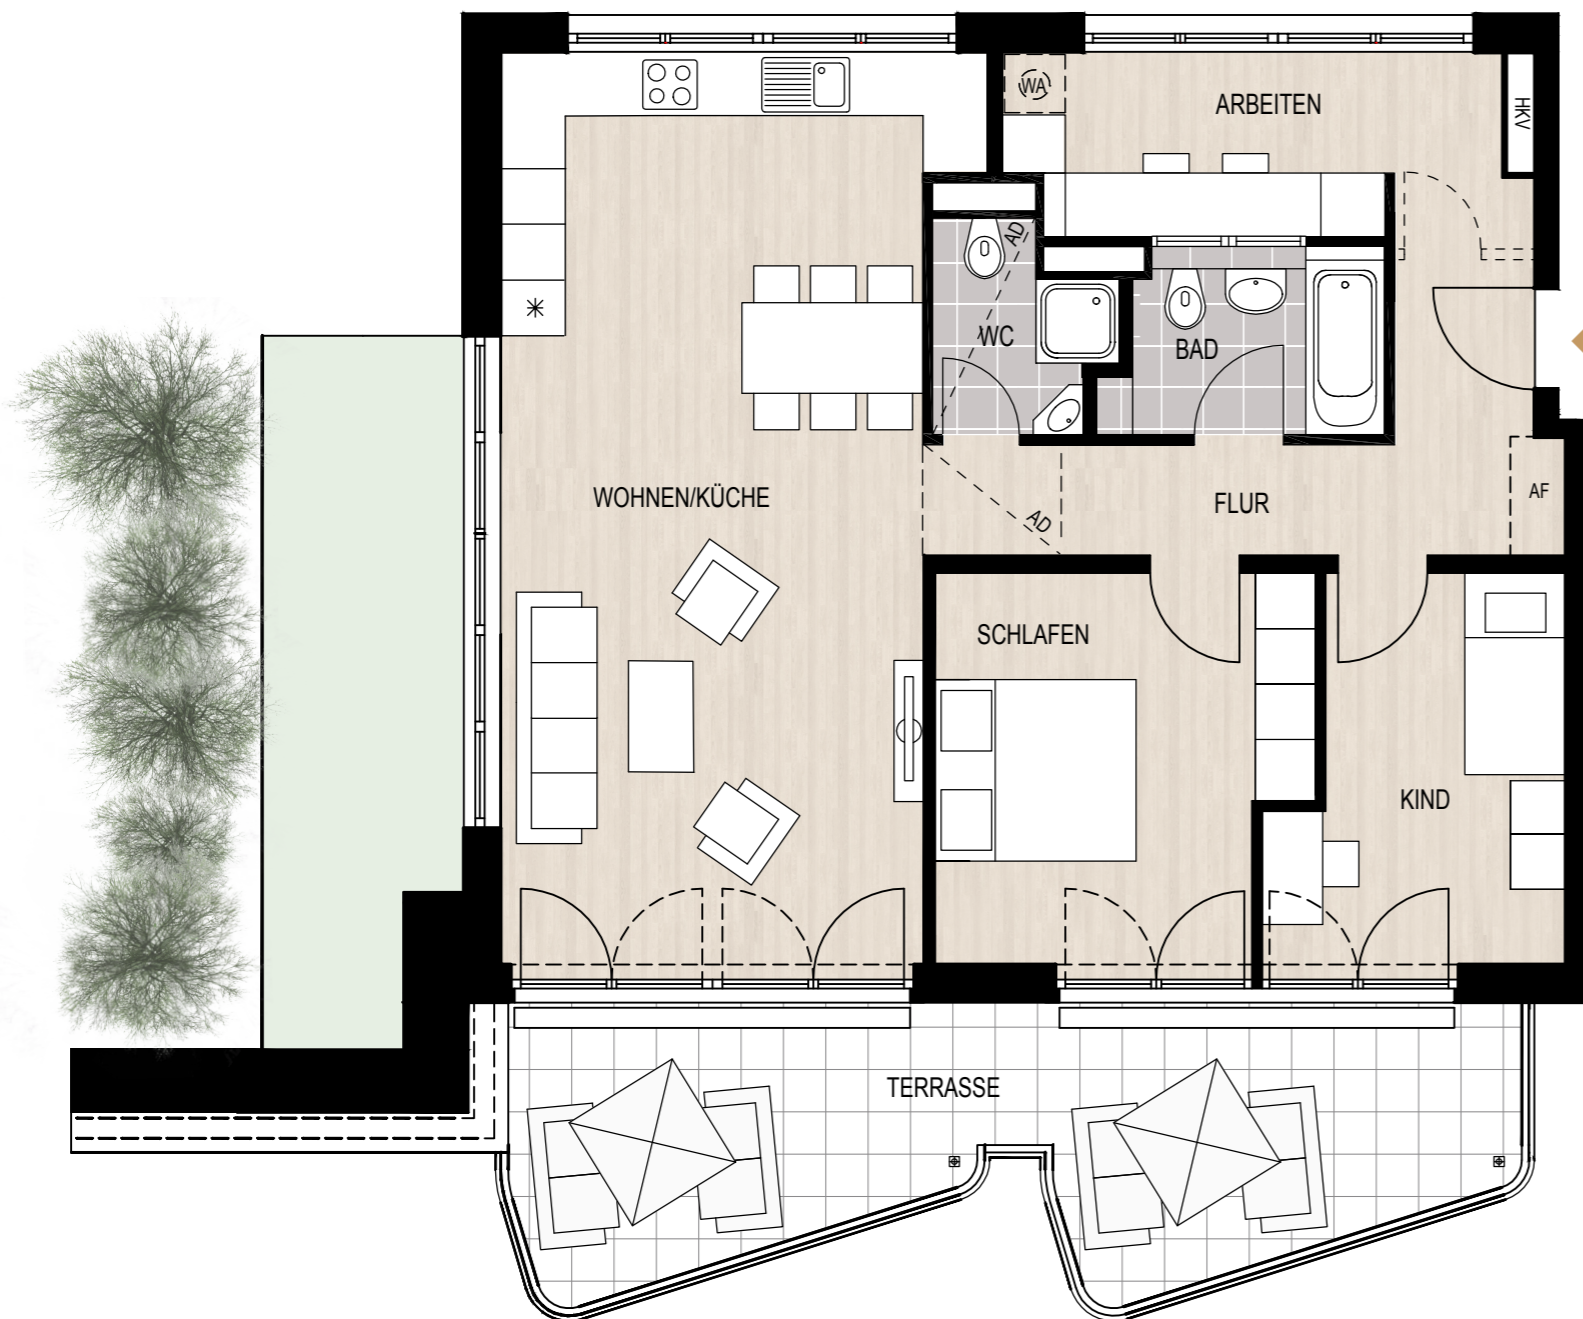 WA
ARBEITEN
HKV
AD
WC
BAD
WOHNEN/KÜCHE
FLUR
AF
AD
SCHLAFEN
KIND
TERRASSE